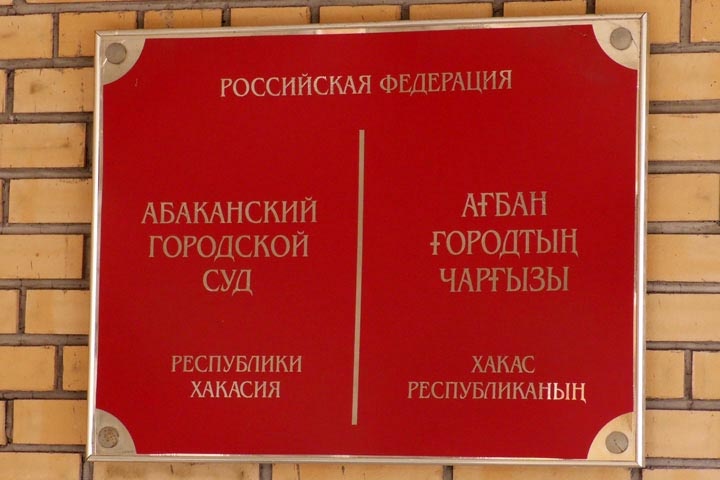 РОССИЙСКАЯ ФЕДЕРАЦИЯ
АБАКАНСКИЙ
ГОРОДСКОЙ
СУД
РЕСПУБЛИКИ
ХАКАСИЯ
АҒБАН
ҒОРОДТЫҢ
ЧАРҒЫЗЫ
ХАКАС
РЕСПУБЛИКАНЫҢ